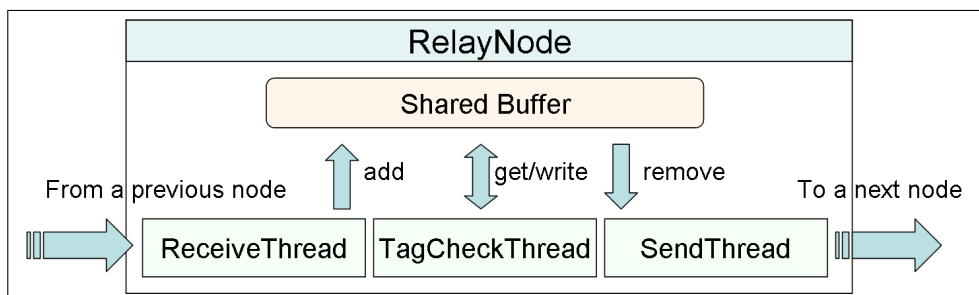 RelayNode
Shared Buffer
add
get/write
remove
From a previous node
To a next node
ReceiveThread
TagCheckThread
SendThread